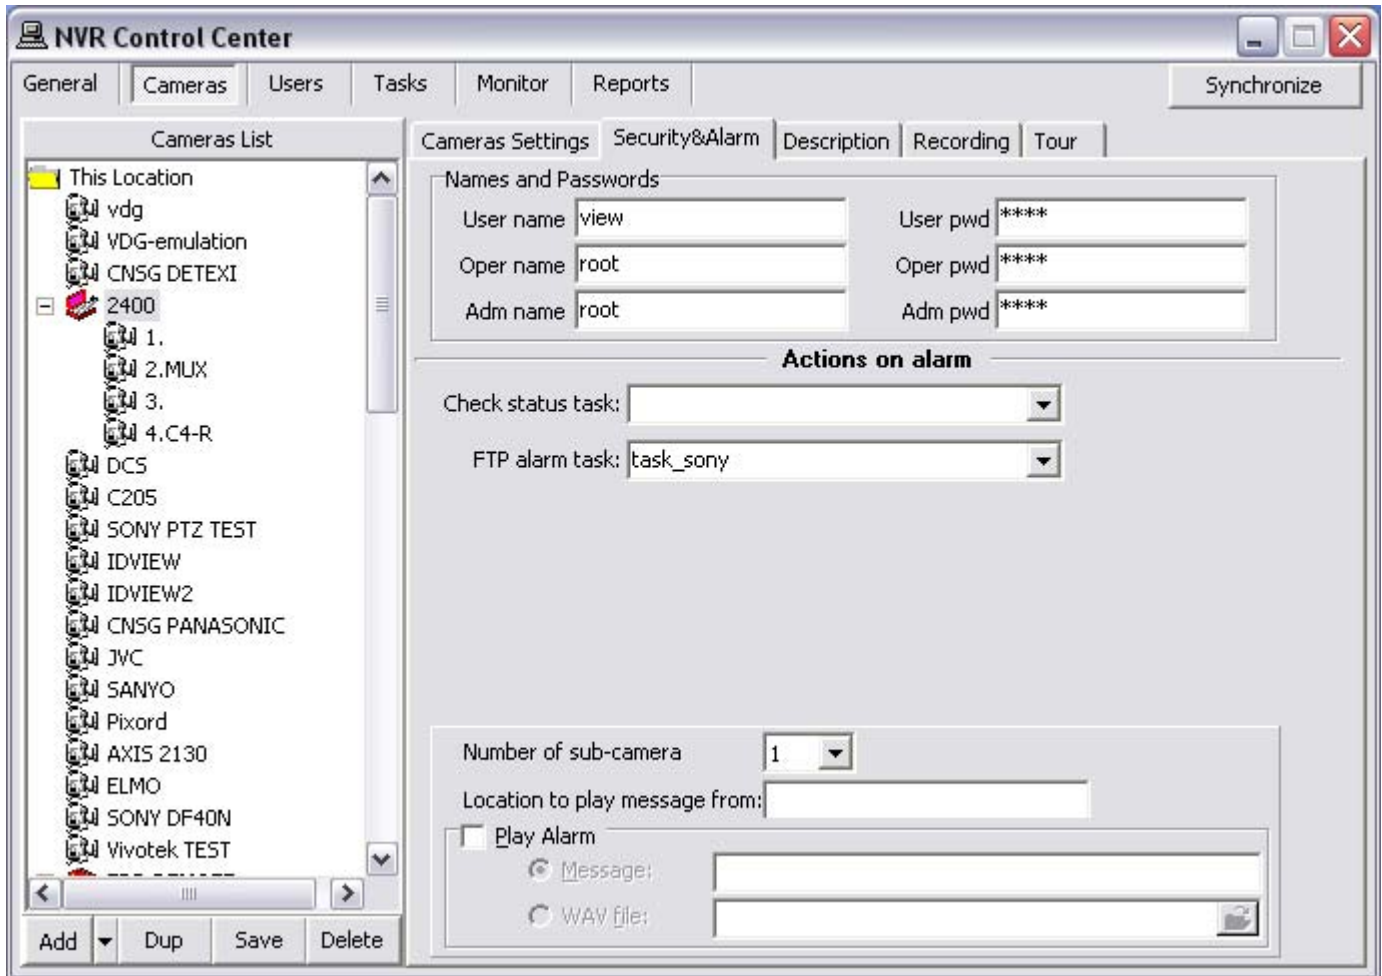 NVR Control Center
General Cameras Users Tasks Monitor Reports Synchronize
Cameras List
This Location
vdg
VDG-emulation
CNSG DETEXI
2400
1.
2.MUX
3.
4.C4-R
DCS
C205
SONY PTZ TEST
IDVIEW
IDVIEW2
CNSG PANASONIC
JVC
SANYO
Pixord
AXIS 2130
ELMO
SONY DF40N
Vivotek TEST
Add Dup Save Delete
Cameras Settings Security&Alarm Description Recording Tour
Names and Passwords
User name view User pwd ****
Oper name root Oper pwd ****
Adm name root Adm pwd ****
Actions on alarm
Check status task:
FTP alarm task: task_sony
Number of sub-camera 1
Location to play message from:
Play Alarm
Message:
WAV file: